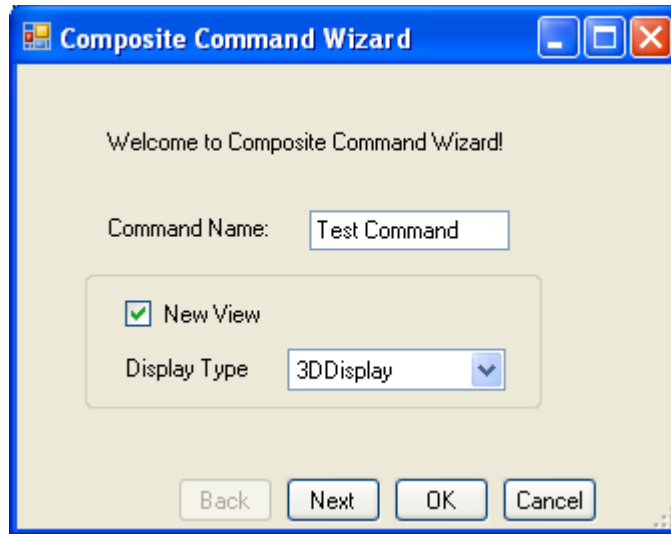 Composite Command Wizard
Welcome to Composite Command Wizard!
Command Name: Test Command
New View
Display Type 3DDisplay
Back Next OK Cancel